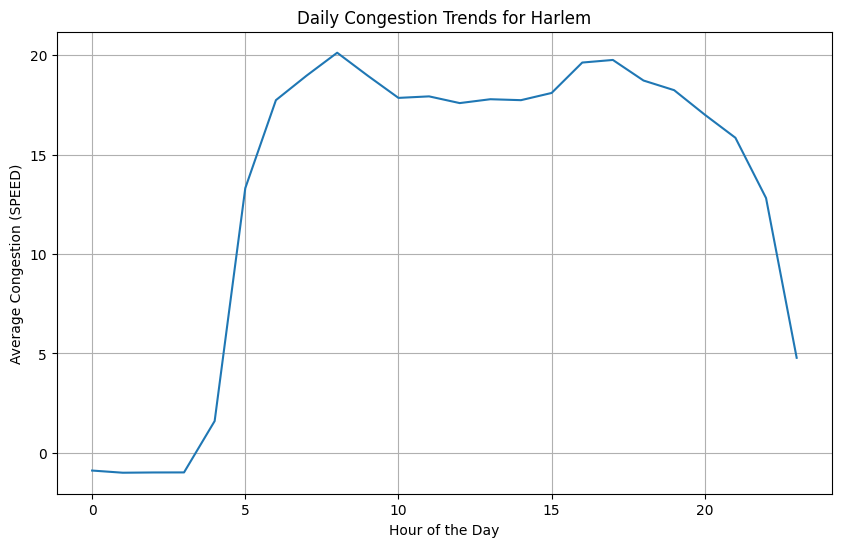 Daily Congestion Trends for Harlem
Average Congestion (SPEED)
20
15
10
5
0
0 5 10 15 20
Hour of the Day